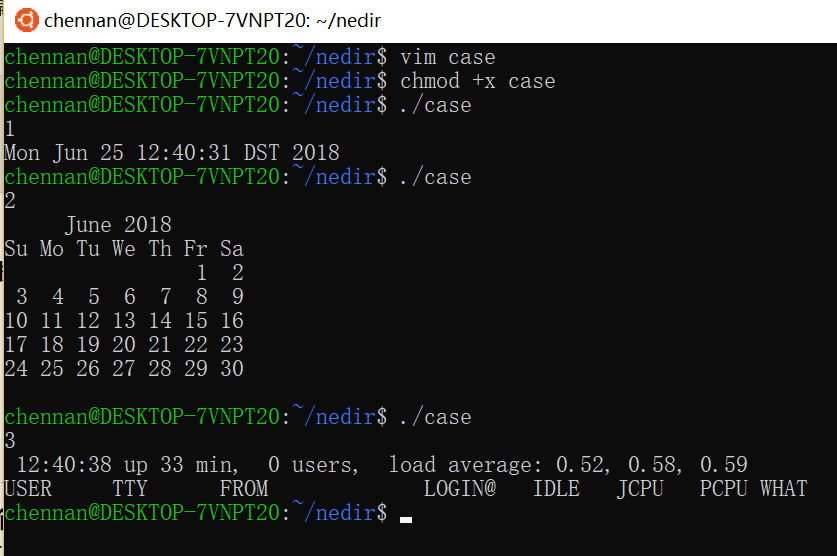 chennan@DESKTOP-7VNPT20: ~/nedir
chennan@DESKTOP-7VNPT20:~/nedir$ vim case
chennan@DESKTOP-7VNPT20:~/nedir$ chmod +x case
chennan@DESKTOP-7VNPT20:~/nedir$ ./case
1
Mon Jun 25 12:40:31 DST 2018
chennan@DESKTOP-7VNPT20:~/nedir$ ./case
2
     June 2018
Su Mo Tu We Th Fr Sa
                1  2
 3  4  5  6  7  8  9
10 11 12 13 14 15 16
17 18 19 20 21 22 23
24 25 26 27 28 29 30
chennan@DESKTOP-7VNPT20:~/nedir$ ./case
3
 12:40:38 up 33 min,  0 users,  load average: 0.52, 0.58, 0.59
USER     TTY      FROM             LOGIN@   IDLE   JCPU   PCPU WHAT
chennan@DESKTOP-7VNPT20:~/nedir$